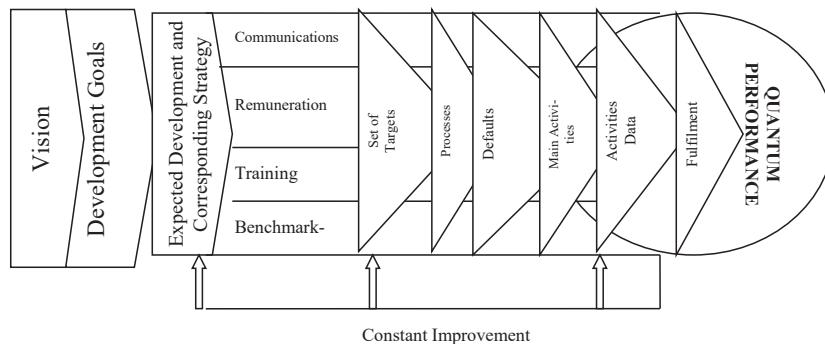 Vision
Development Goals
Expected Development and
Corresponding Strategy
Communications
Remuneration
Training
Benchmark-
Set of
Targets
Processes
Defaults
Main Activi-
ties
Activities
Data
Fulfilment
QUANTUM
PERFORMANCE
Constant Improvement